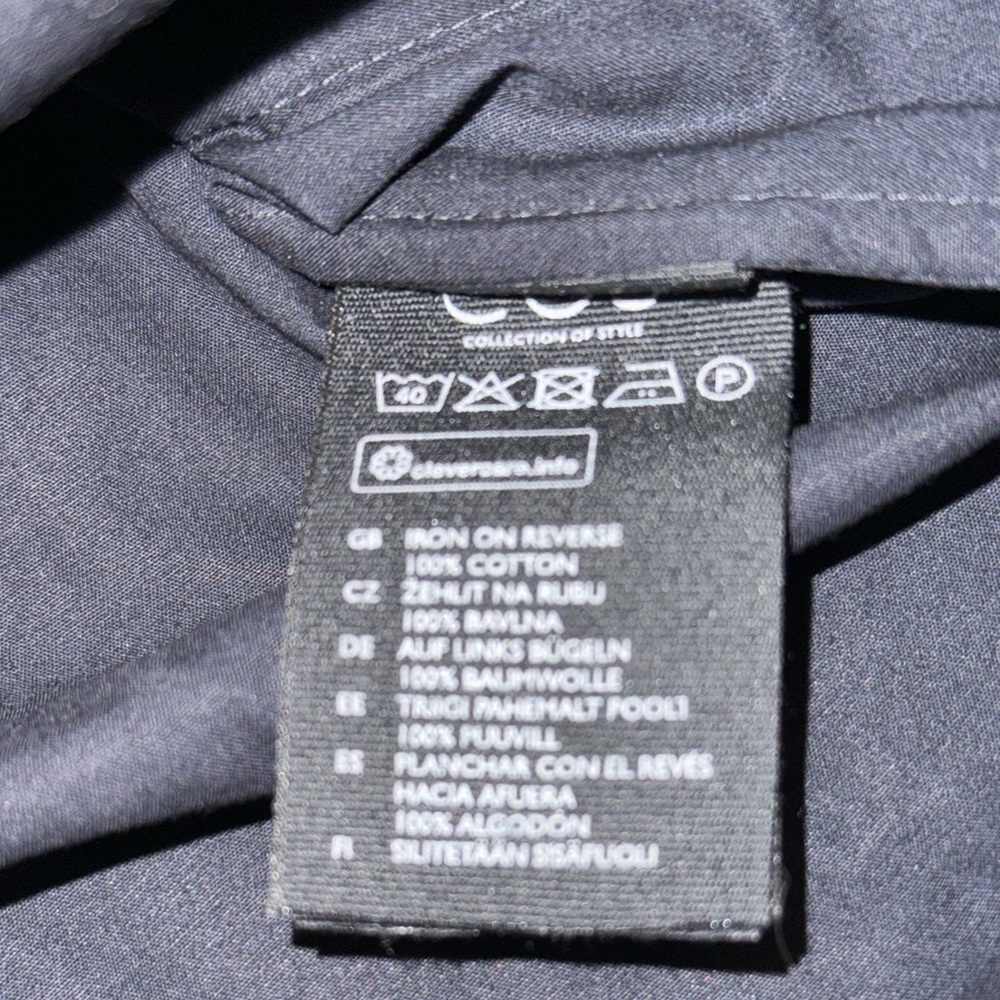 COLLECTION OF STYLE
40 P
clevercare.info
GB IRON ON REVERSE
100% COTTON
CZ ŽEHLIT NA RUBU
100% BAVLNA
DE AUF LINKS BÜGELN
100% BAUMWOLLE
EE TRIIGI PAHEMALT POOLT
100% PUUVILL
ES PLANCHAR CON EL REVÉS
HACIA AFUERA
100% ALGODÓN
FI SILITETÄÄN SISÄPUOLI